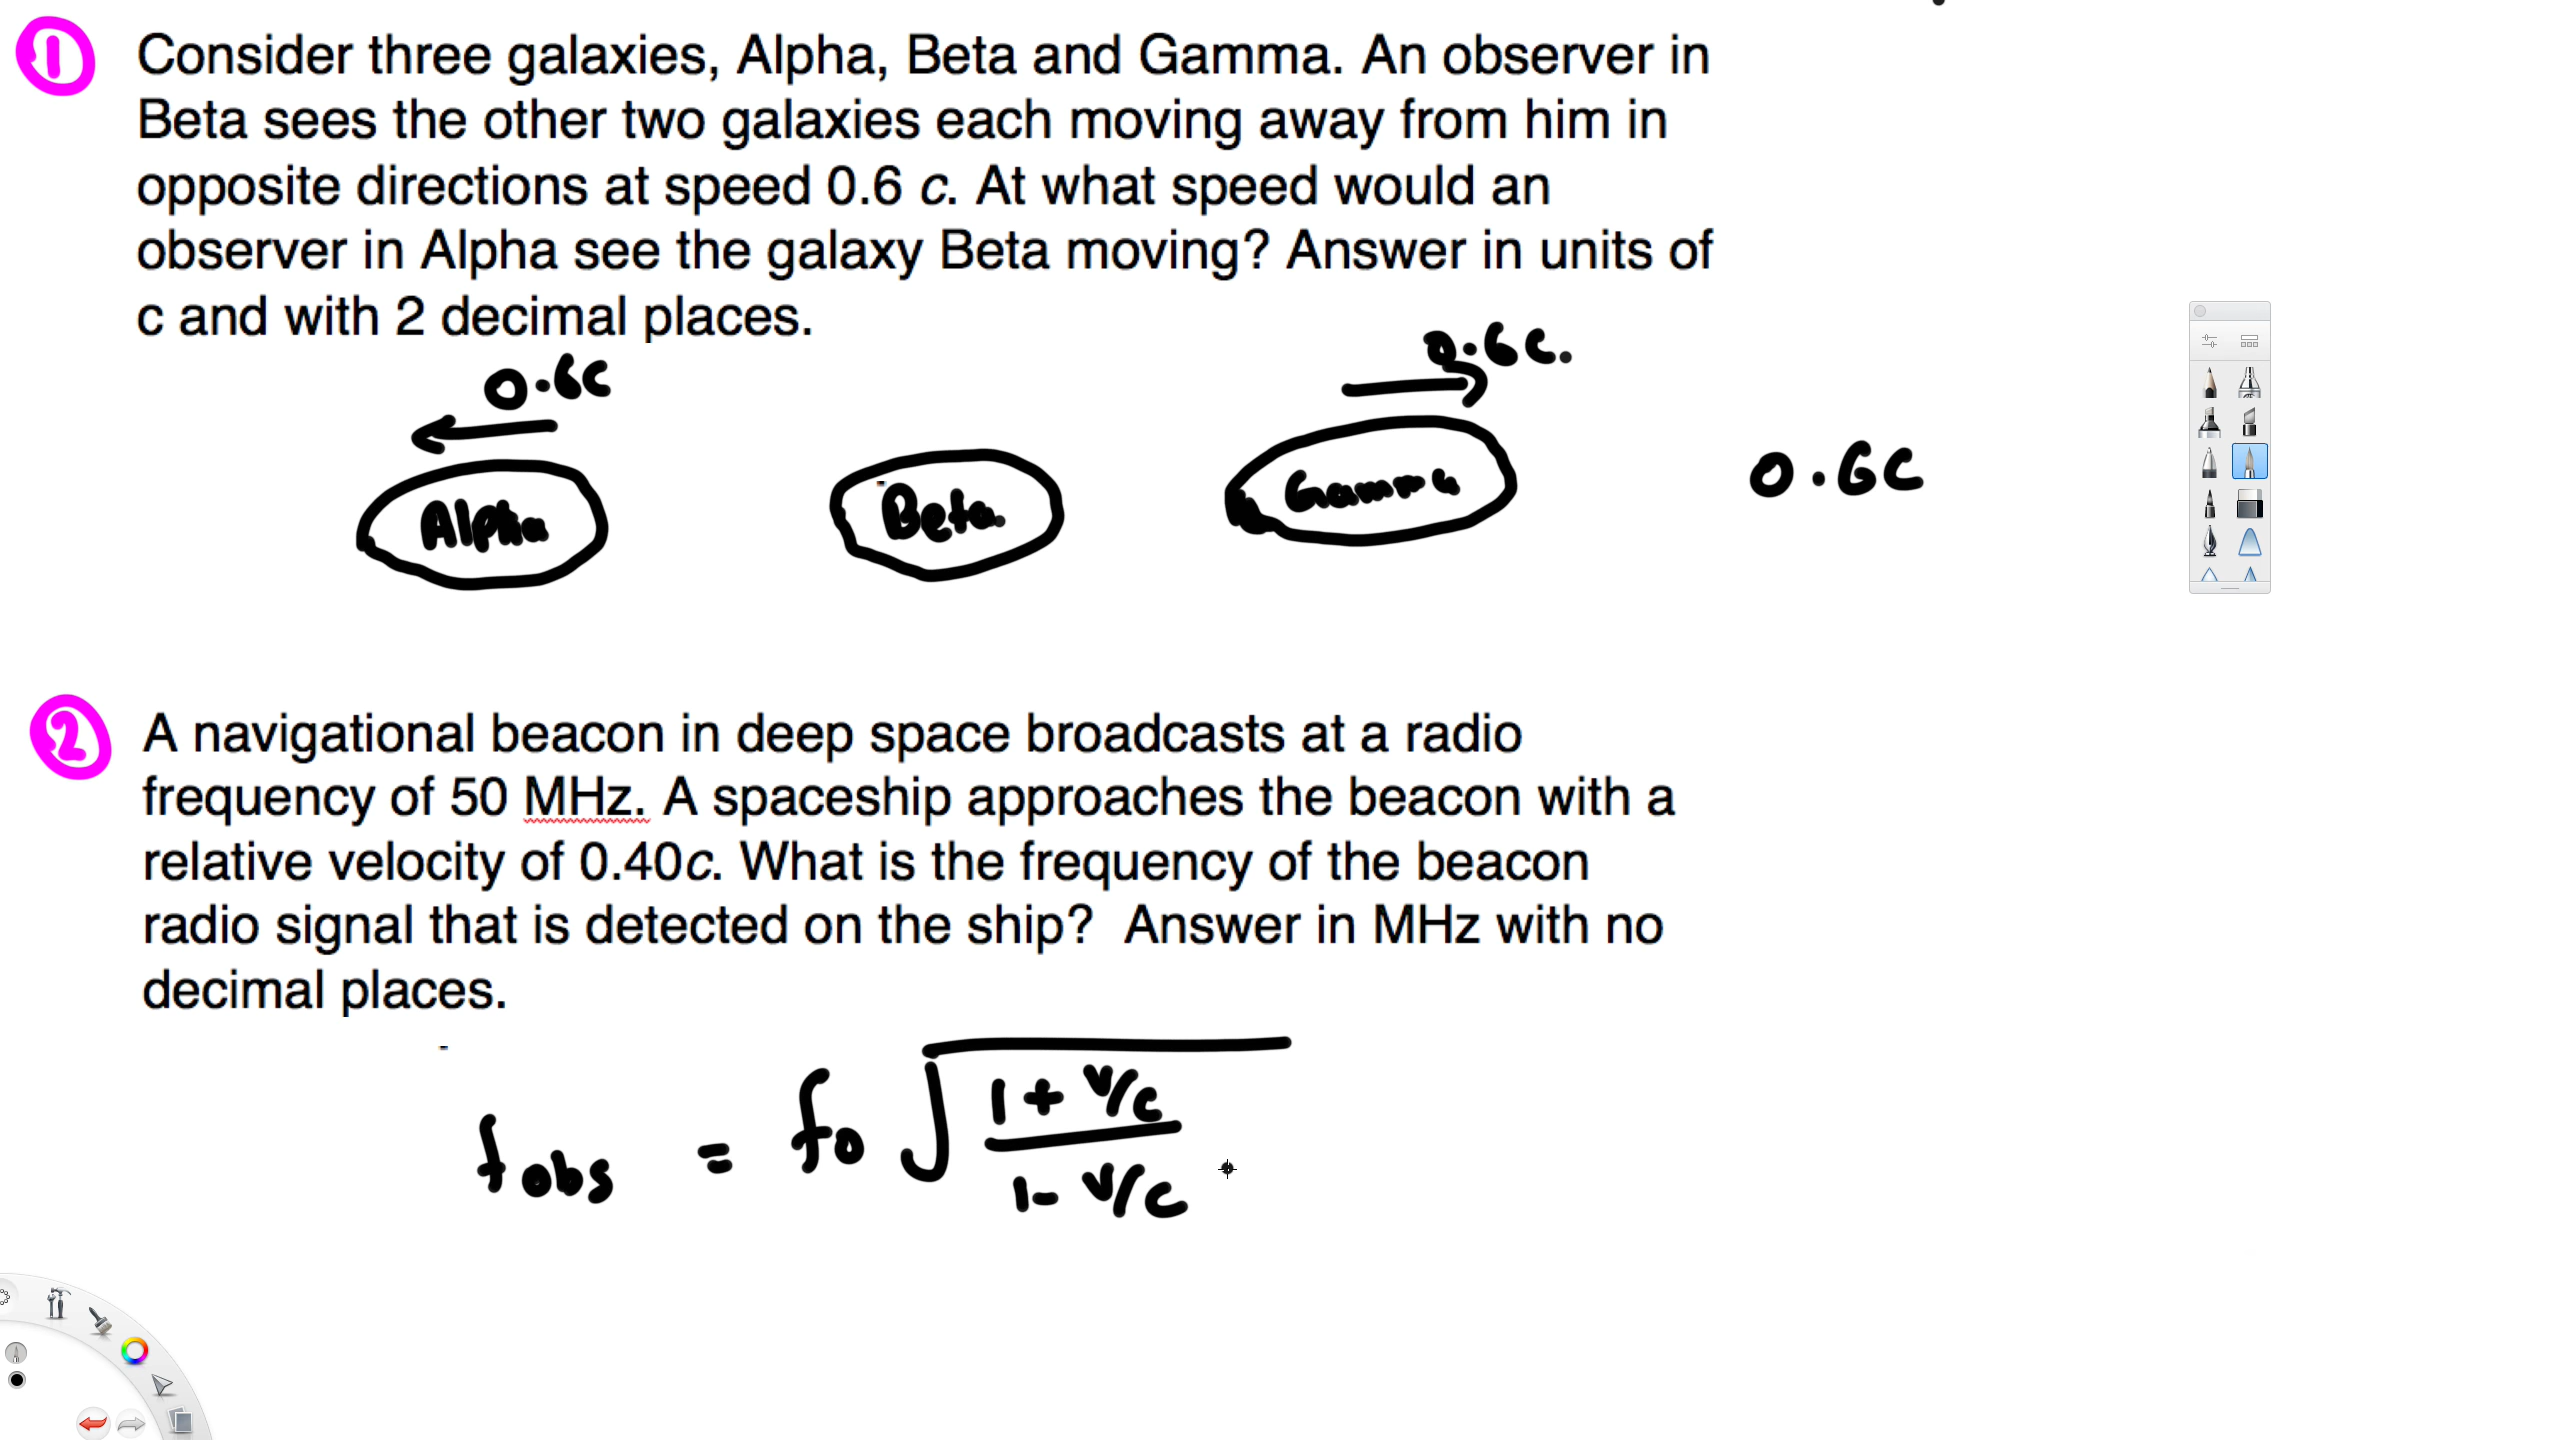 1
Consider three galaxies, Alpha, Beta and Gamma. An observer in
Beta sees the other two galaxies each moving away from him in
opposite directions at speed 0.6 c. At what speed would an
observer in Alpha see the galaxy Beta moving? Answer in units of
c and with 2 decimal places.
0.6C
0.6C.
Alpha
Beta.
Gamma
0.6C
2
A navigational beacon in deep space broadcasts at a radio
frequency of 50 MHz. A spaceship approaches the beacon with a
relative velocity of 0.40c. What is the frequency of the beacon
radio signal that is detected on the ship?  Answer in MHz with no
decimal places.
f obs = fo √ 1 + v/c
1 - v/c